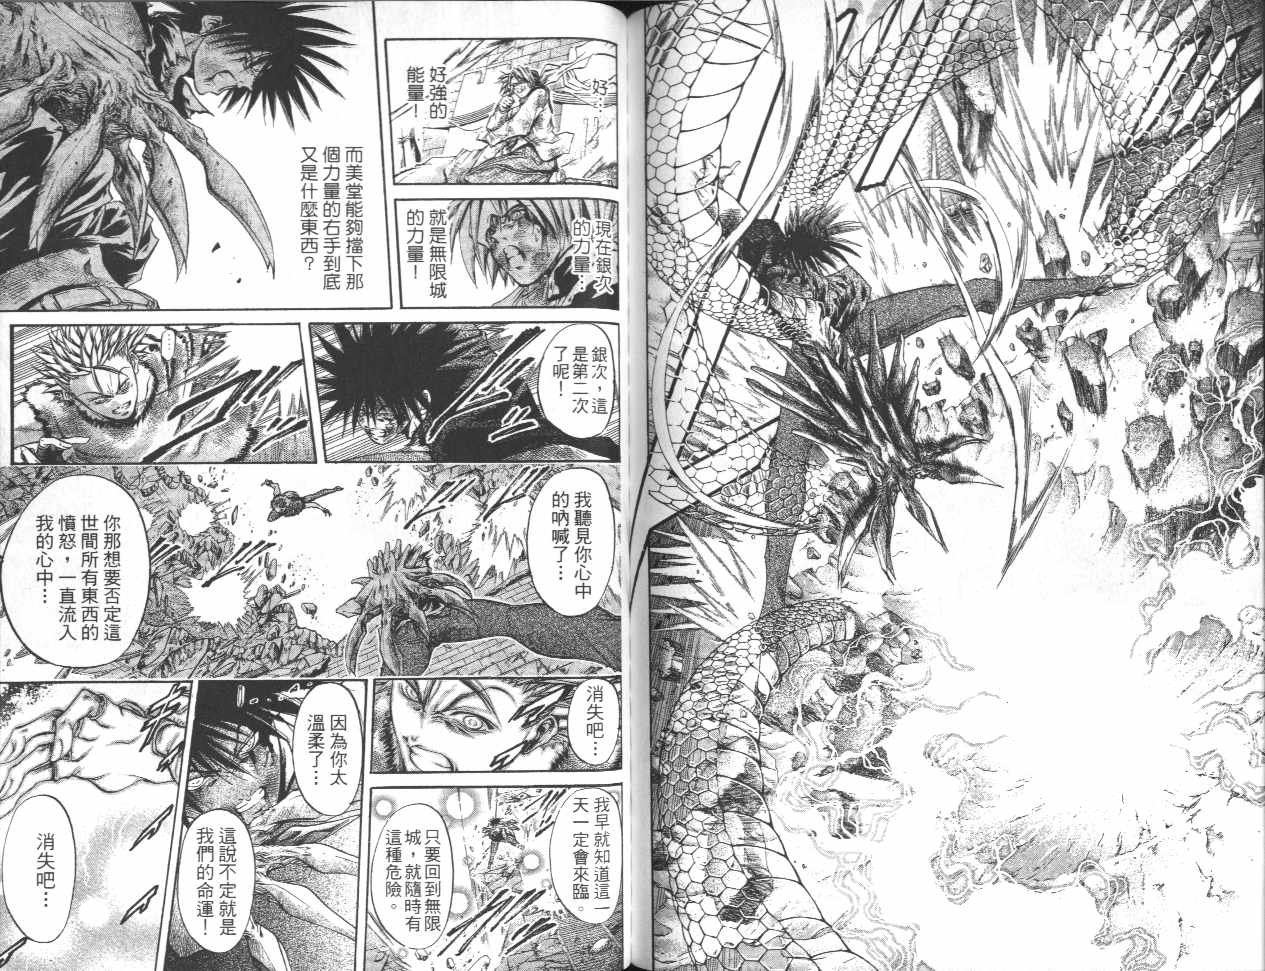 好…
好強的
能量！
現在銀次
的力量…
就是無限城
的力量！
而美堂能夠擋下那
個力量的右手到底
又是什麼東西？
銀次，這
是第二次
了呢！
…
我聽見你心中
的吶喊了…
你那想要否定這
世間所有東西的
憤怒，一直流入
我的心中…
消失吧…
我早就知道這一
天一定會來臨。
只要回到無限
城，就隨時有
這種危險。
因為你太
溫柔了…
這說不定就是
我們的命運！
消失吧…